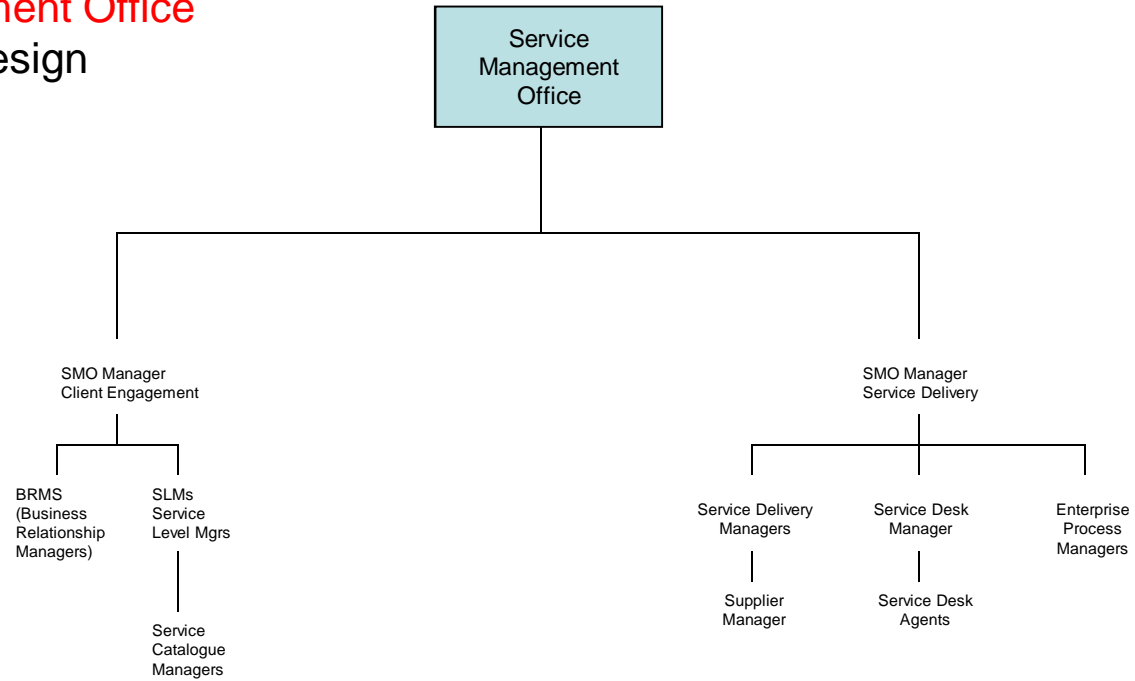 ment Office
esign
Service
Management
Office
SMO Manager
Client Engagement
SMO Manager
Service Delivery
BRMS
(Business
Relationship
Managers)
SLMs
Service
Level Mgrs
Service
Catalogue
Managers
Service Delivery
Managers
Service Desk
Manager
Enterprise
Process
Managers
Supplier
Manager
Service Desk
Agents